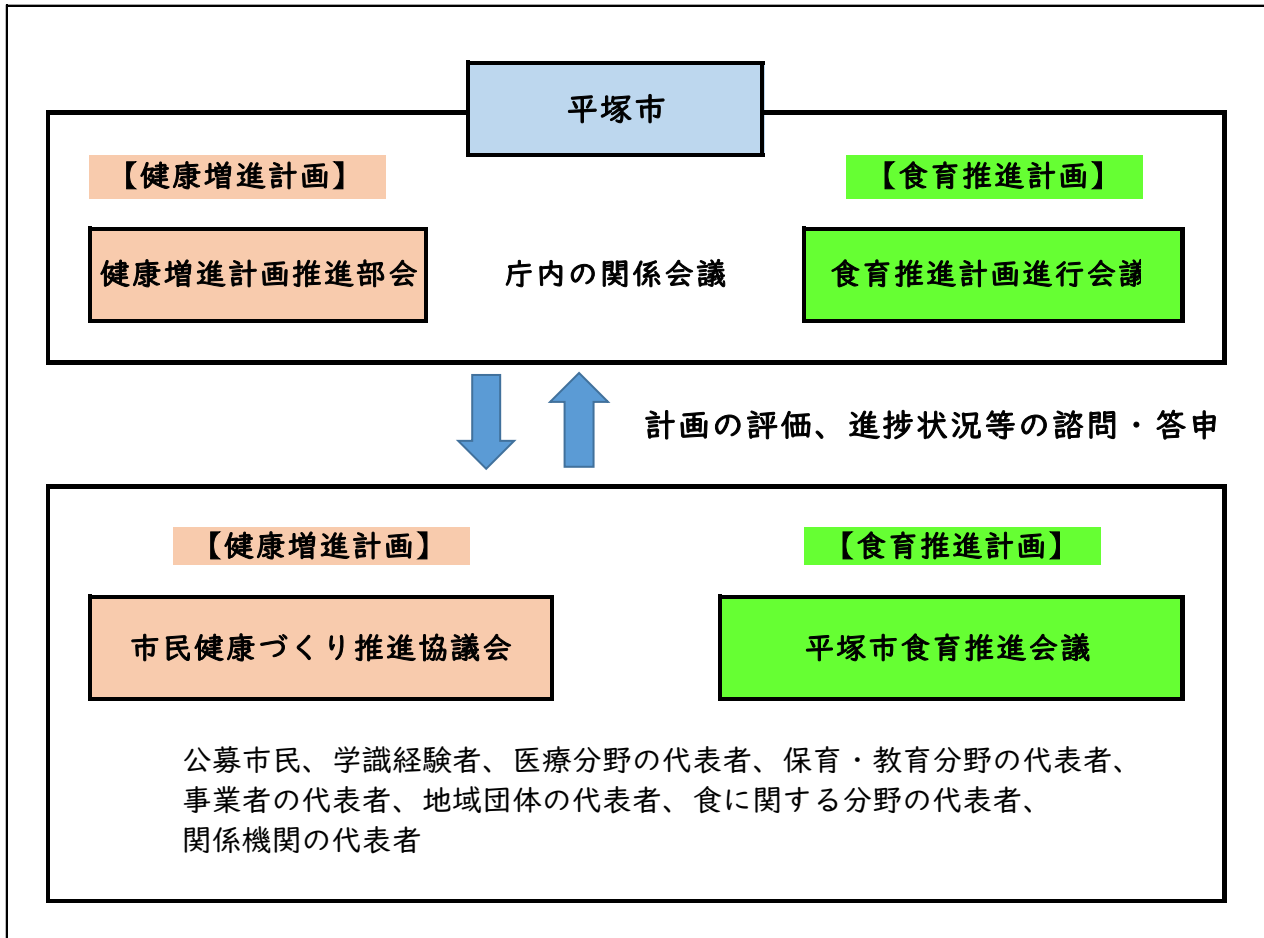 平塚市
【健康増進計画】
【食育推進計画】
健康増進計画推進部会
庁内の関係会議
食育推進計画進行会議
計画の評価、進捗状況等の諮問・答申
【健康増進計画】
【食育推進計画】
市民健康づくり推進協議会
平塚市食育推進会議
公募市民、学識経験者、医療分野の代表者、保育・教育分野の代表者、
事業者の代表者、地域団体の代表者、食に関する分野の代表者、
関係機関の代表者